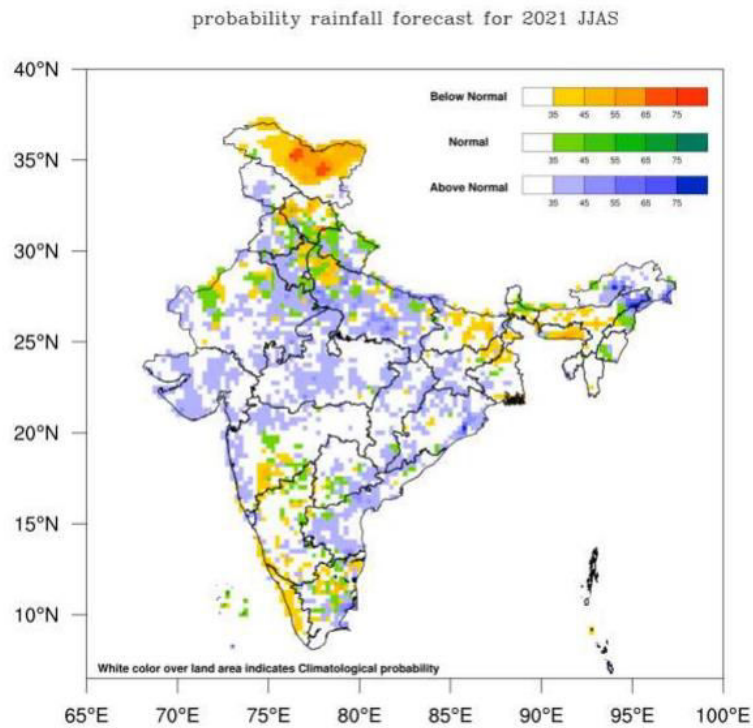 probability rainfall forecast for 2021 JJAS
40°N
Below Normal
35 45 55 65 75
Normal
35 45 55 65 75
Above Normal
35 45 55 65 75
35°N
30°N
25°N
20°N
15°N
10°N
White color over land area indicates Climatological probability
65°E 70°E 75°E 80°E 85°E 90°E 95°E 100°E